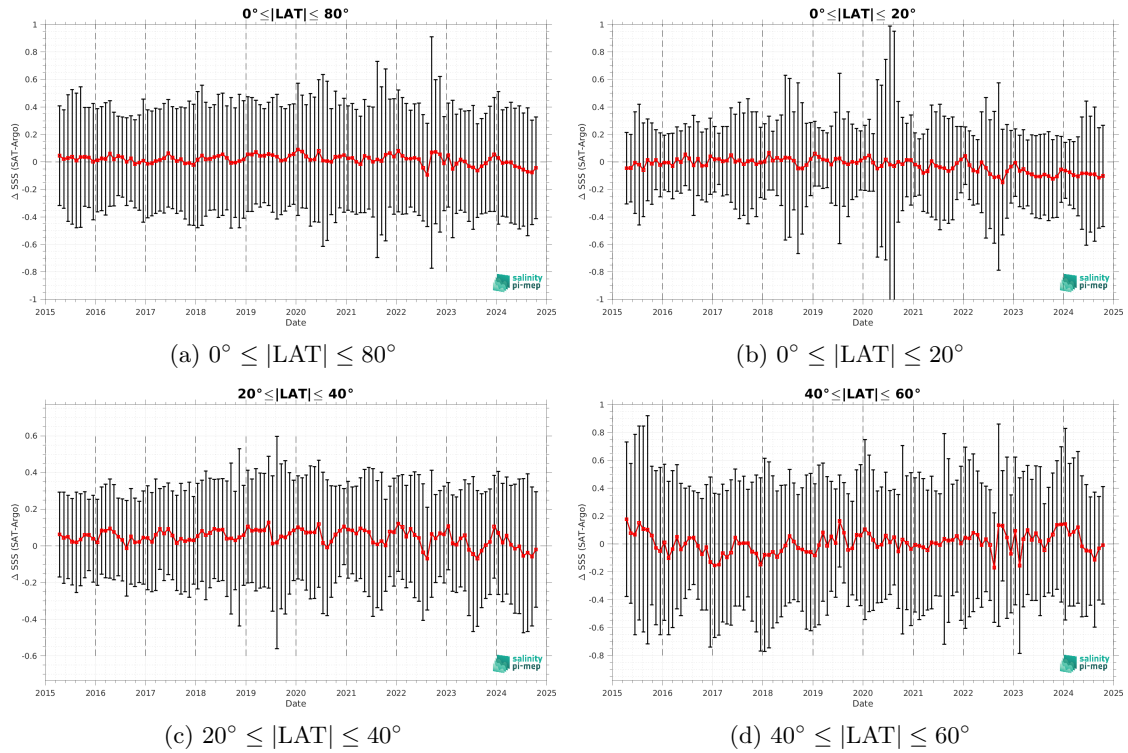 0°≤|LAT|≤ 80°
1
0.8
0.6
0.4
0.2
0
-0.2
-0.4
-0.6
-0.8
-1
Δ SSS (SAT-Argo)
2015 2016 2017 2018 2019 2020 2021 2022 2023 2024 2025
Date
salinity
pi-mep
(a) 0° ≤ |LAT| ≤ 80°
0°≤|LAT|≤ 20°
1
0.8
0.6
0.4
0.2
0
-0.2
-0.4
-0.6
-0.8
-1
Δ SSS (SAT-Argo)
2015 2016 2017 2018 2019 2020 2021 2022 2023 2024 2025
Date
salinity
pi-mep
(b) 0° ≤ |LAT| ≤ 20°
20°≤|LAT|≤ 40°
0.6
0.4
0.2
0
-0.2
-0.4
-0.6
Δ SSS (SAT-Argo)
2015 2016 2017 2018 2019 2020 2021 2022 2023 2024 2025
Date
salinity
pi-mep
(c) 20° ≤ |LAT| ≤ 40°
40°≤|LAT|≤ 60°
1
0.8
0.6
0.4
0.2
0
-0.2
-0.4
-0.6
-0.8
Δ SSS (SAT-Argo)
2015 2016 2017 2018 2019 2020 2021 2022 2023 2024 2025
Date
salinity
pi-mep
(d) 40° ≤ |LAT| ≤ 60°